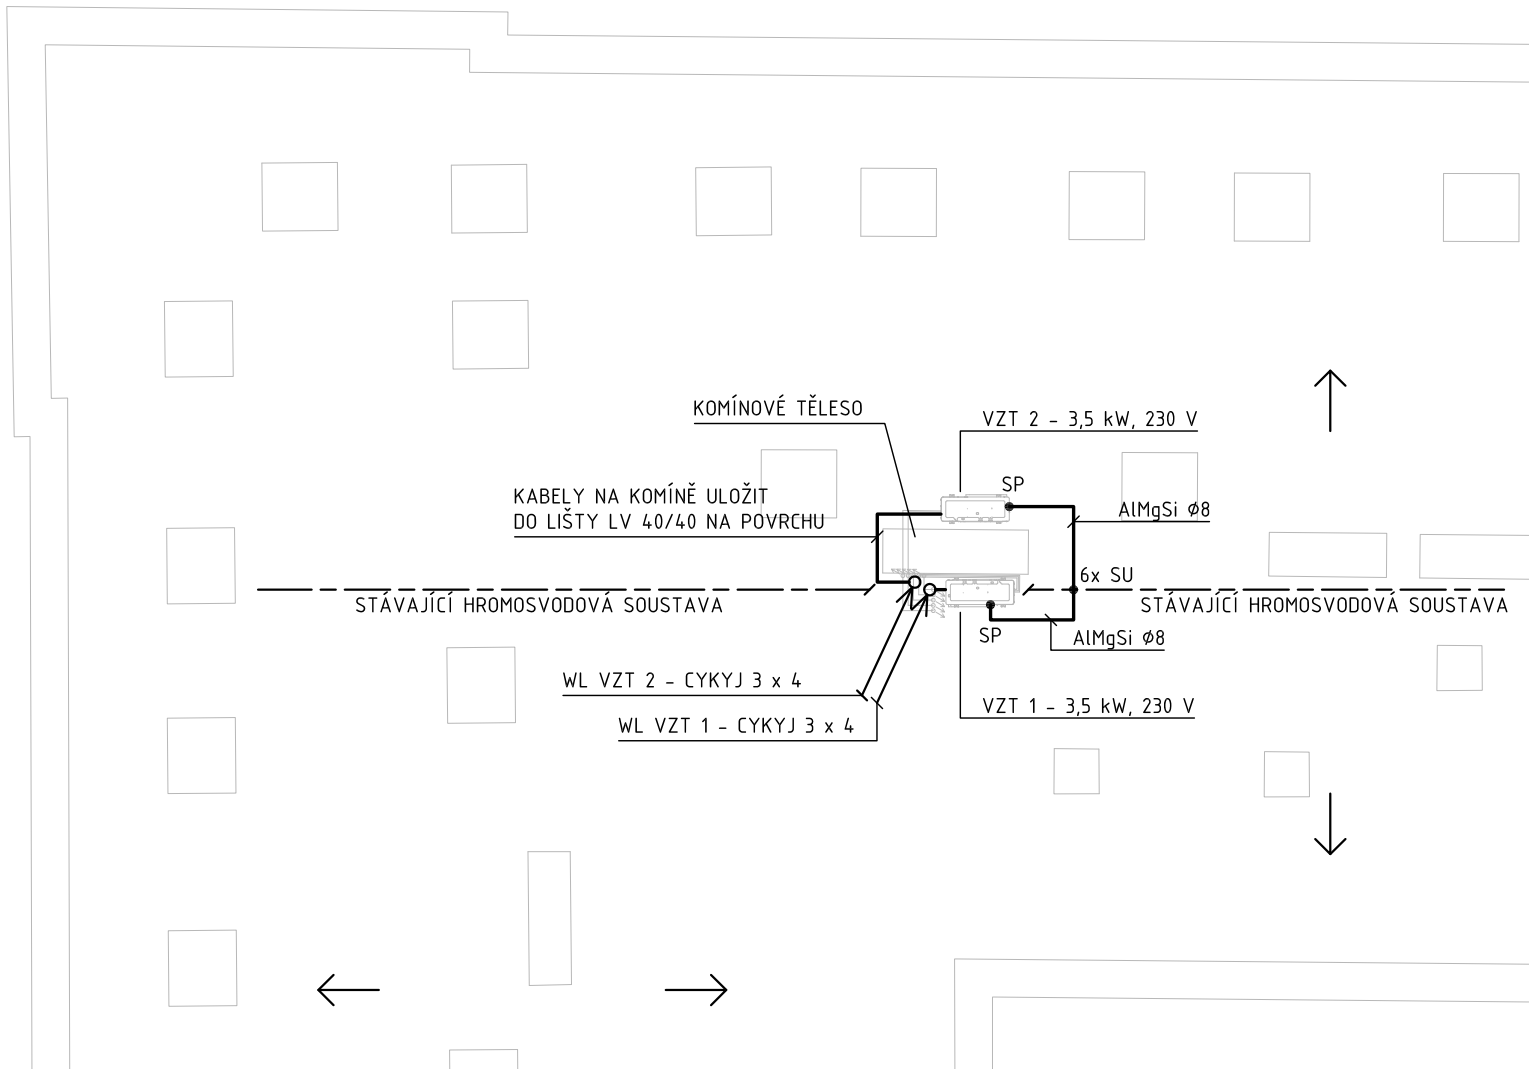 KOMÍNOVÉ TĚLESO
VZT 2 - 3,5 kW, 230 V
KABELY NA KOMÍNĚ ULOŽIT
DO LIŠTY LV 40/40 NA POVRCHU
SP
AlMgSi Ø8
6x SU
STÁVAJÍCÍ HROMOSVODOVÁ SOUSTAVA
STÁVAJÍCÍ HROMOSVODOVÁ SOUSTAVA
SP
AlMgSi Ø8
WL VZT 2 - CYKYJ 3 x 4
VZT 1 - 3,5 kW, 230 V
WL VZT 1 - CYKYJ 3 x 4